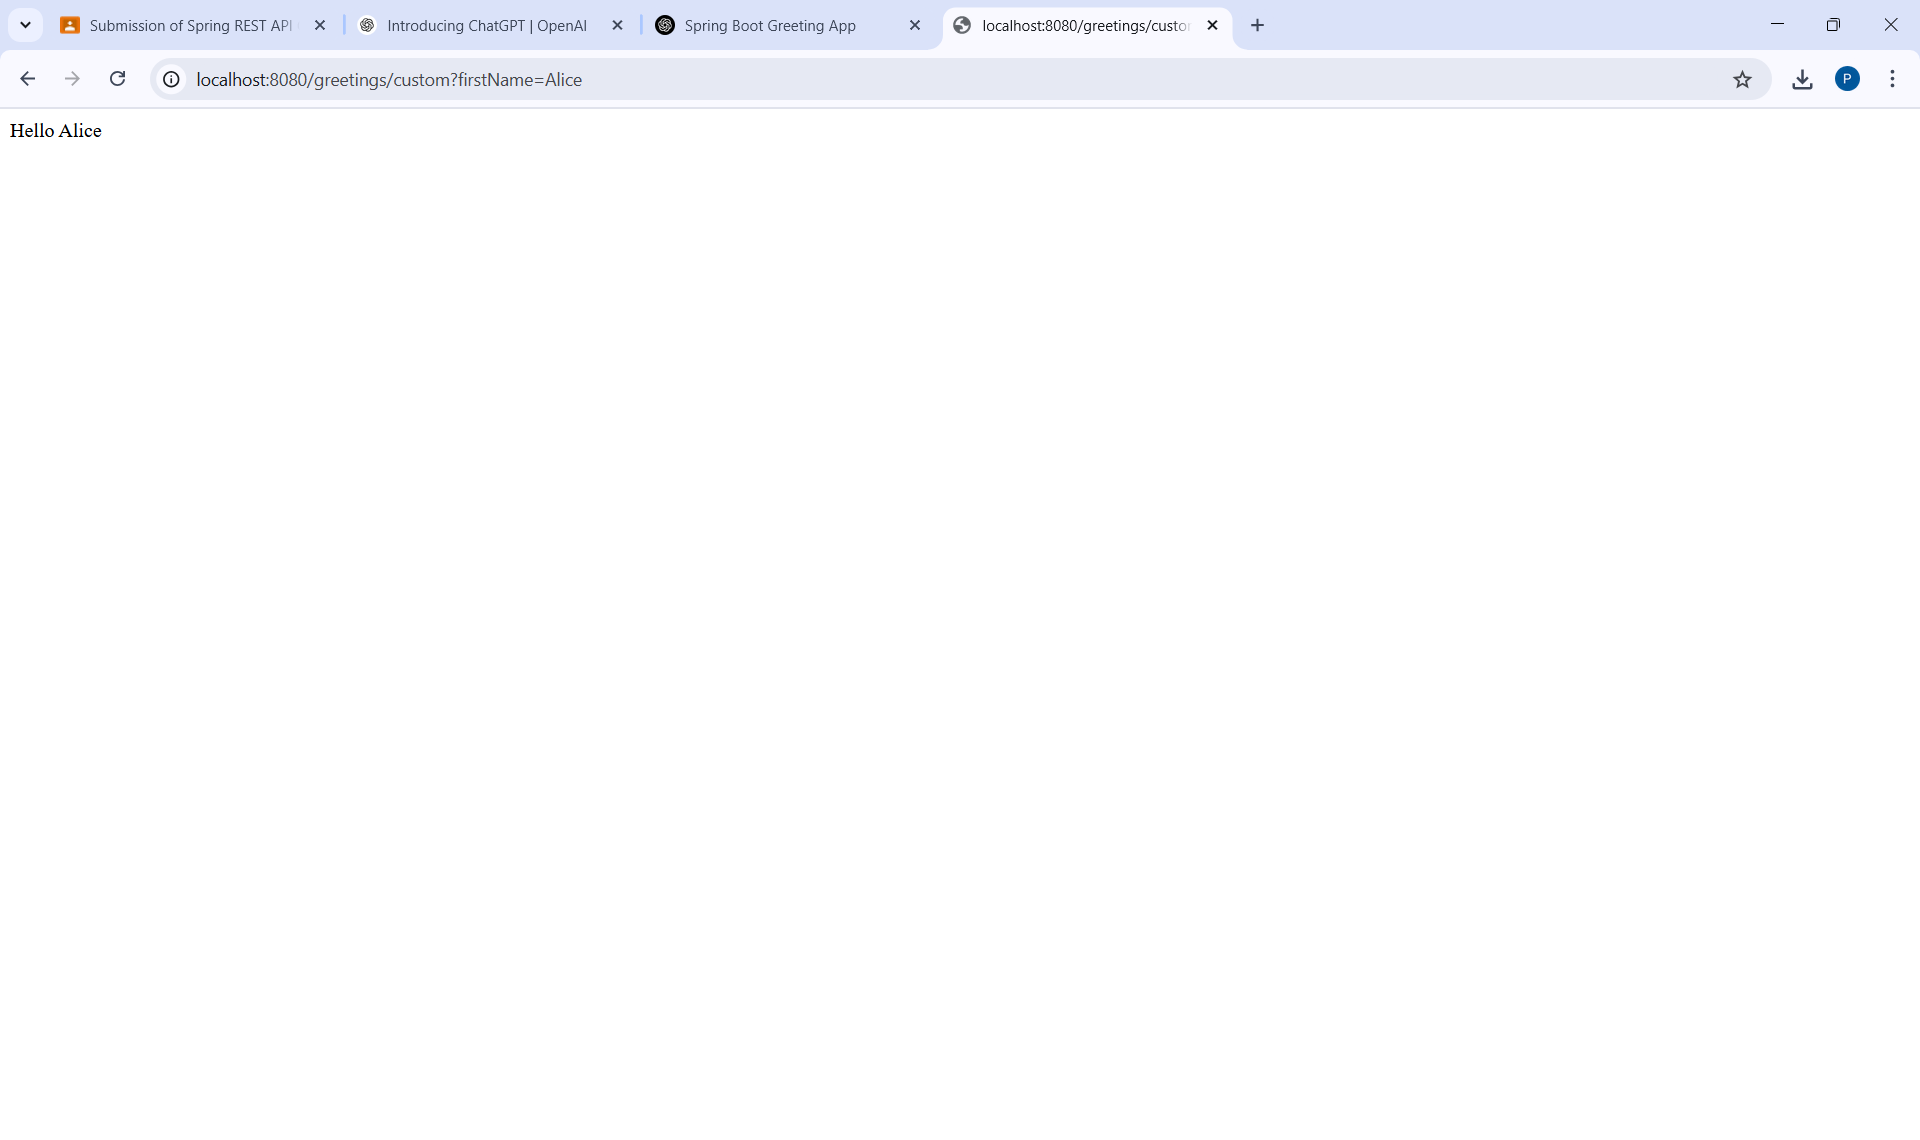 Submission of Spring REST API
Introducing ChatGPT | OpenAI
Spring Boot Greeting App
localhost:8080/greetings/custo
localhost:8080/greetings/custom?firstName=Alice
P
Hello Alice